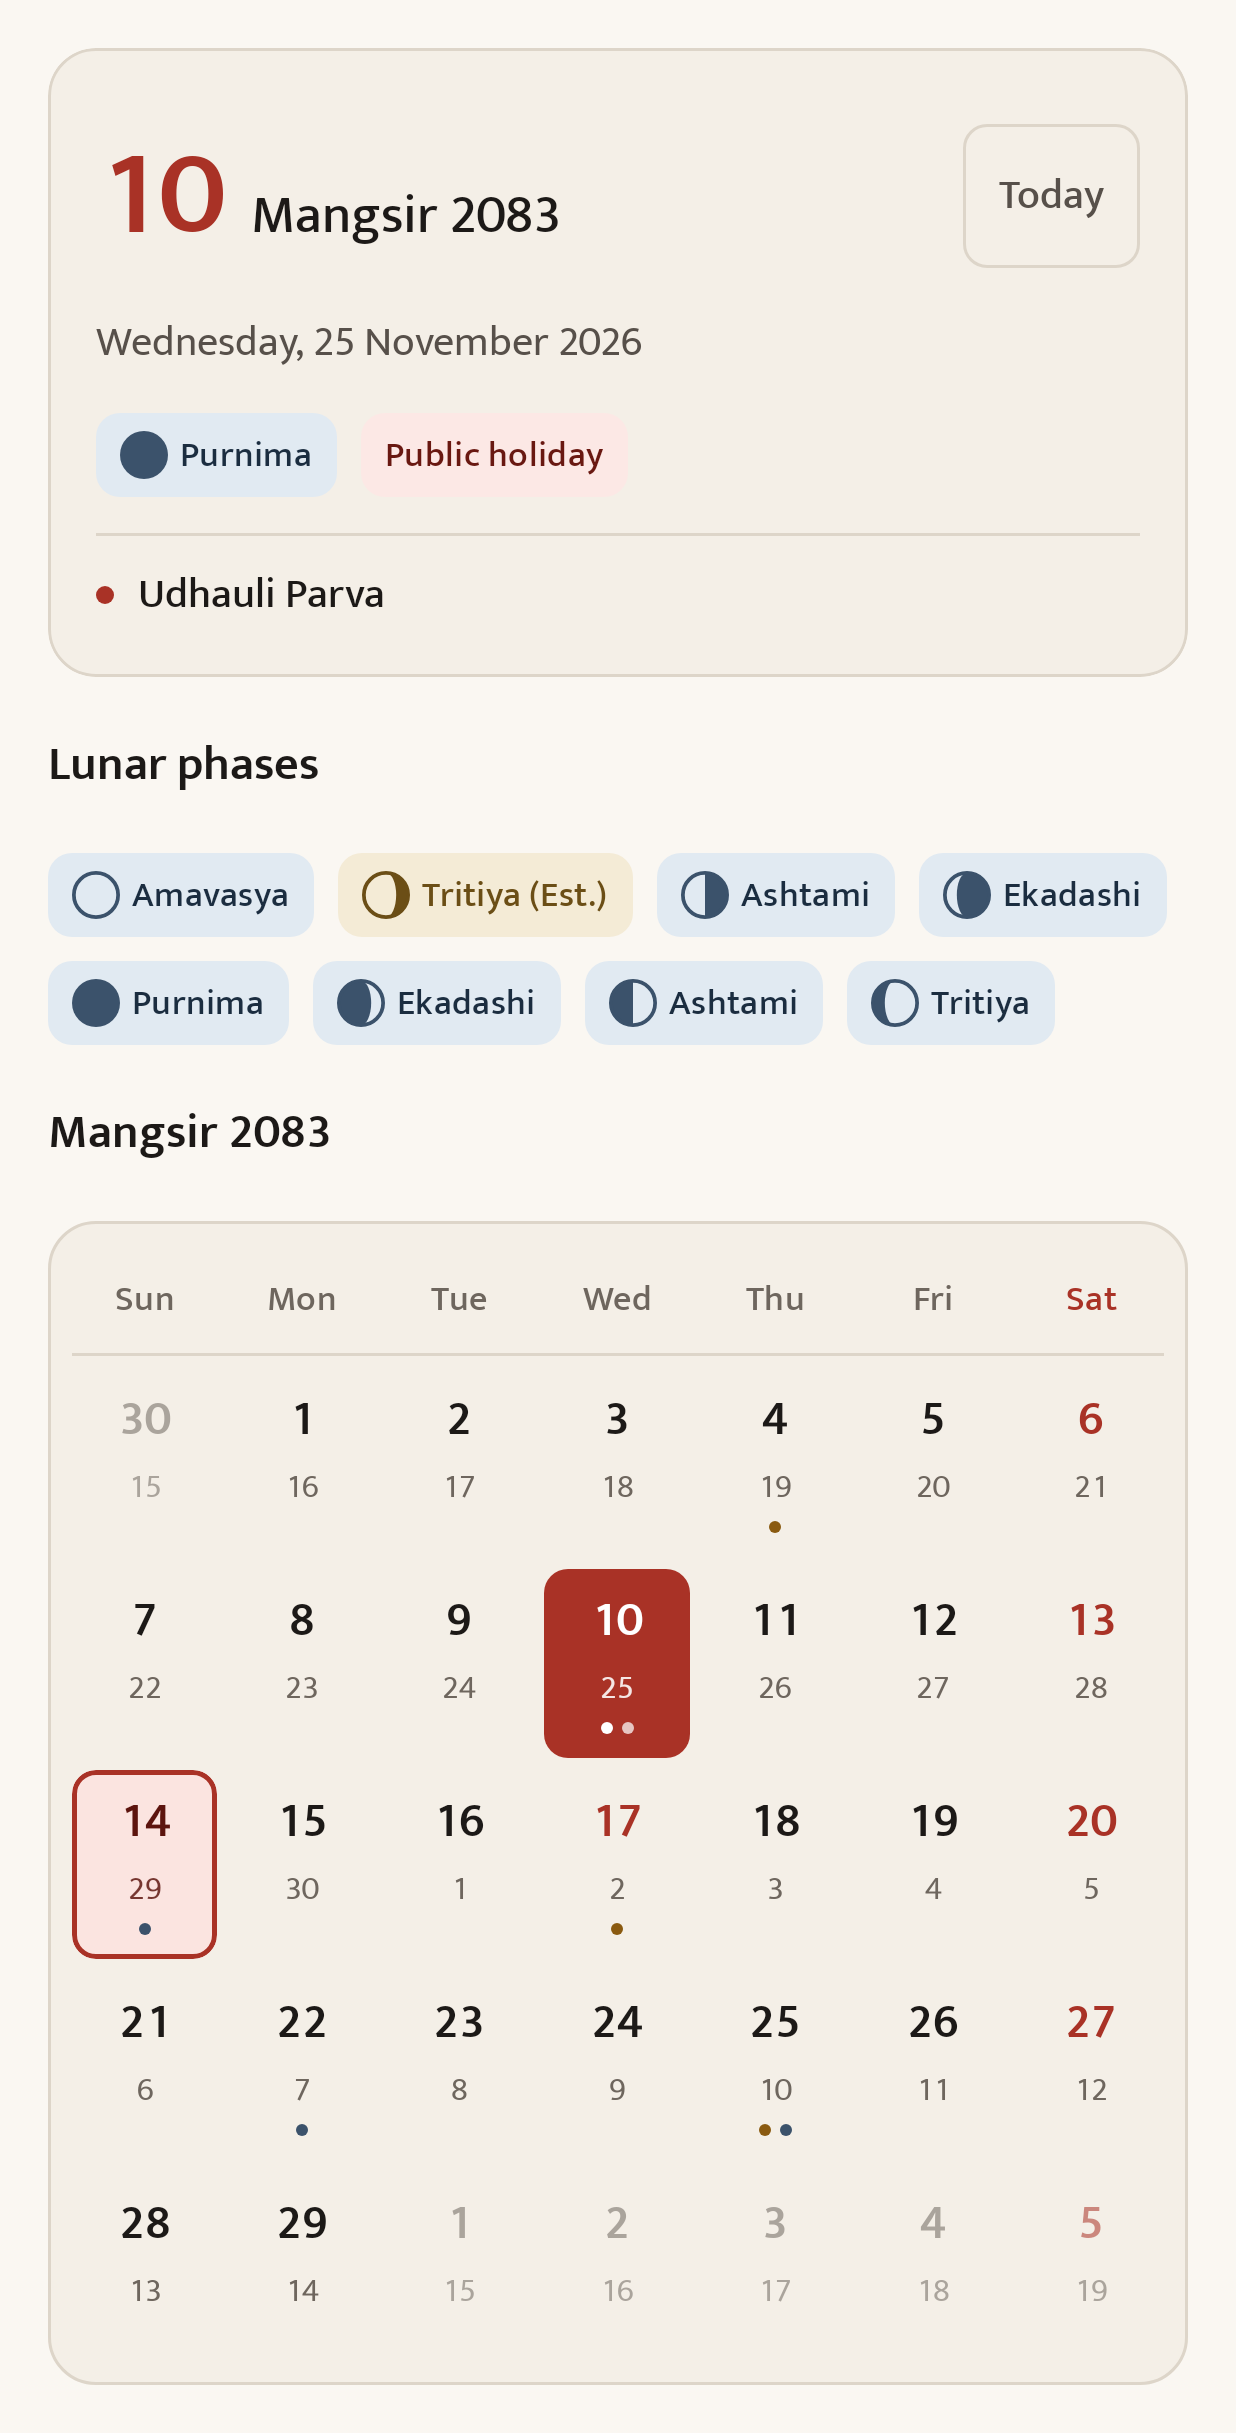 10 Mangsir 2083
Today
Wednesday, 25 November 2026
Purnima Public holiday
Udhauli Parva
Lunar phases
Amavasya Tritiya (Est.) Ashtami Ekadashi
Purnima Ekadashi Ashtami Tritiya
Mangsir 2083
Sun Mon Tue Wed Thu Fri Sat
30 1 2 3 4 5 6
15 16 17 18 19 20 21
7 8 9 10 11 12 13
22 23 24 25 26 27 28
14 15 16 17 18 19 20
29 30 1 2 3 4 5
21 22 23 24 25 26 27
6 7 8 9 10 11 12
28 29 1 2 3 4 5
13 14 15 16 17 18 19